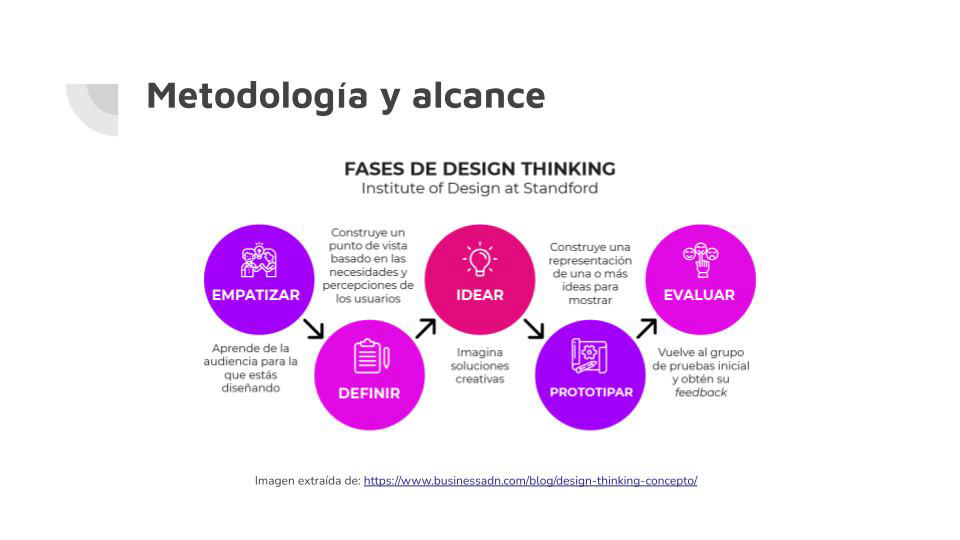 Metodología y alcance
FASES DE DESIGN THINKING
Institute of Design at Standford
EMPATIZAR
Aprende de la
audiencia para la
que estás
diseñando
Construye un
punto de vista
basado en las
necesidades y
percepciones de
los usuarios
DEFINIR
IDEAR
Imagina
soluciones
creativas
Construye una
representación
de una o más
ideas para
mostrar
PROTOTIPAR
EVALUAR
Vuelve al grupo
de pruebas inicial
y obtén su
feedback
Imagen extraída de: https://www.businessadn.com/blog/design-thinking-concepto/